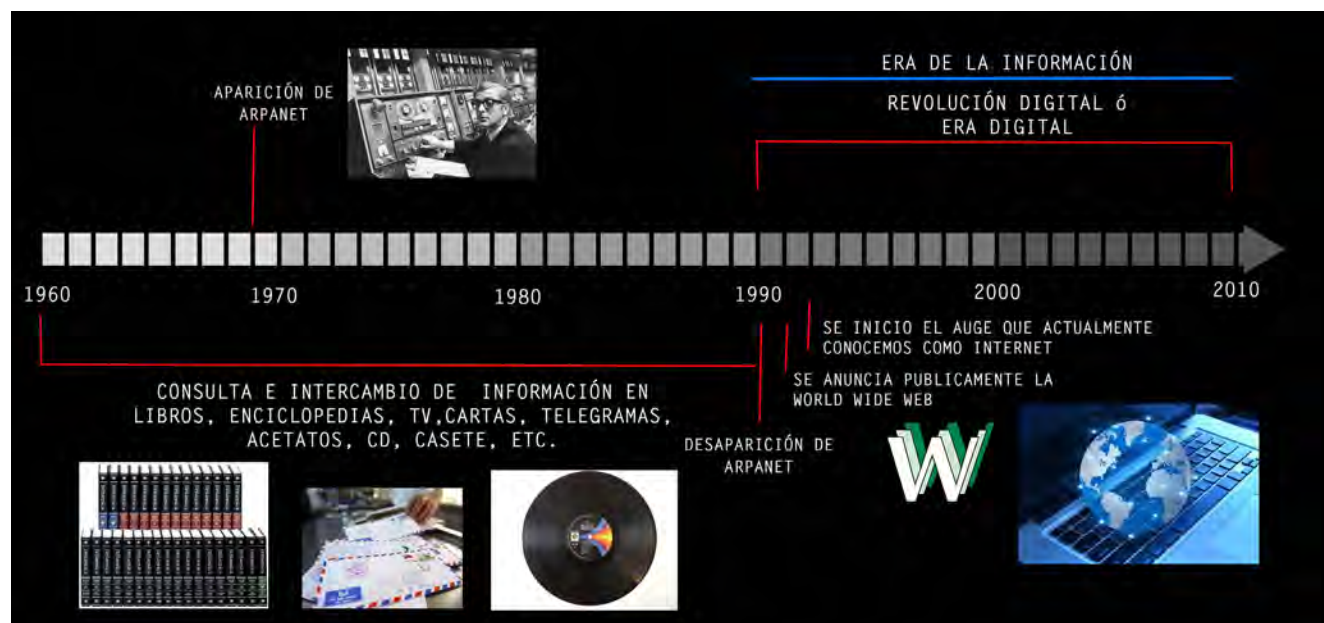 APARICIÓN DE
ARPANET
ERA DE LA INFORMACIÓN
REVOLUCIÓN DIGITAL ó
ERA DIGITAL
1960
1970
1980
1990
2000
2010
SE INICIO EL AUGE QUE ACTUALMENTE
CONOCEMOS COMO INTERNET
SE ANUNCIA PUBLICAMENTE LA
WORLD WIDE WEB
CONSULTA E INTERCAMBIO DE INFORMACIÓN EN
LIBROS, ENCICLOPEDIAS, TV,CARTAS, TELEGRAMAS,
ACETATOS, CD, CASETE, ETC.
DESAPARICIÓN DE
ARPANET
WWW